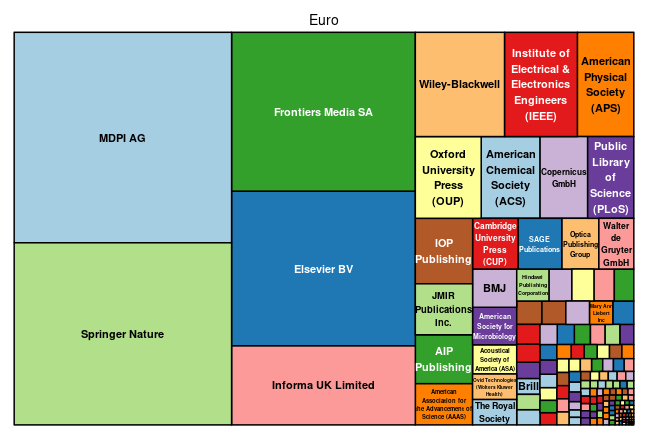 Euro
MDPI AG
Springer Nature
Frontiers Media SA
Elsevier BV
Informa UK Limited
Wiley-Blackwell
Institute of
Electrical &
Electronics
Engineers
(IEEE)
American
Physical
Society
(APS)
Oxford
University
Press
(OUP)
American
Chemical
Society
(ACS)
Copernicus
GmbH
Public
Library
of
Science
(PLoS)
IOP
Publishing
JMIR
Publications
Inc.
AIP
Publishing
American
Association for
the Advancement of
Science (AAAS)
Cambridge
University
Press
(CUP)
BMJ
American
Society for
Microbiology
Acoustical
Society of
America (ASA)
Ovid Technologies
(Wolters Kluwer
Health)
The Royal
Society
SAGE
Publications
Optica
Publishing
Group
Walter
de
Gruyter
GmbH
Hindawi
Publishing
Corporation
Mary Ann
Liebert
Inc
Brill